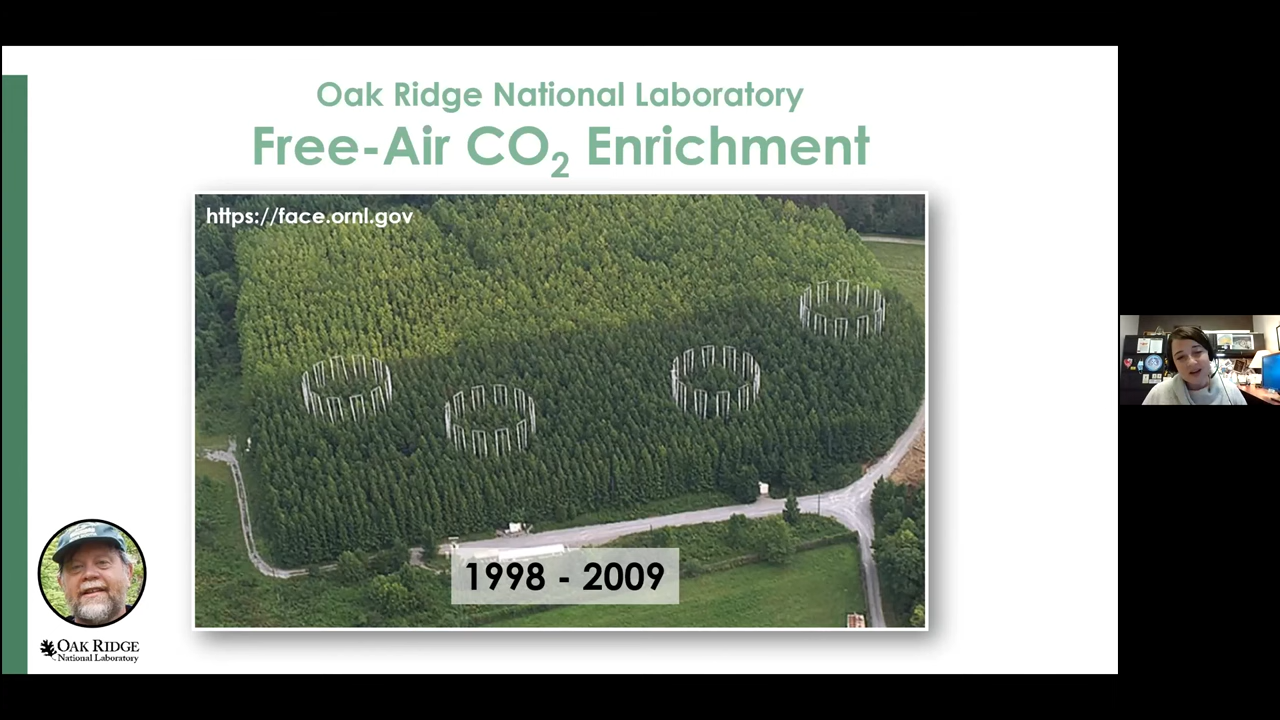 Oak Ridge National Laboratory
Free-Air CO₂ Enrichment
https://face.ornl.gov
1998 - 2009
OAK RIDGE
National Laboratory